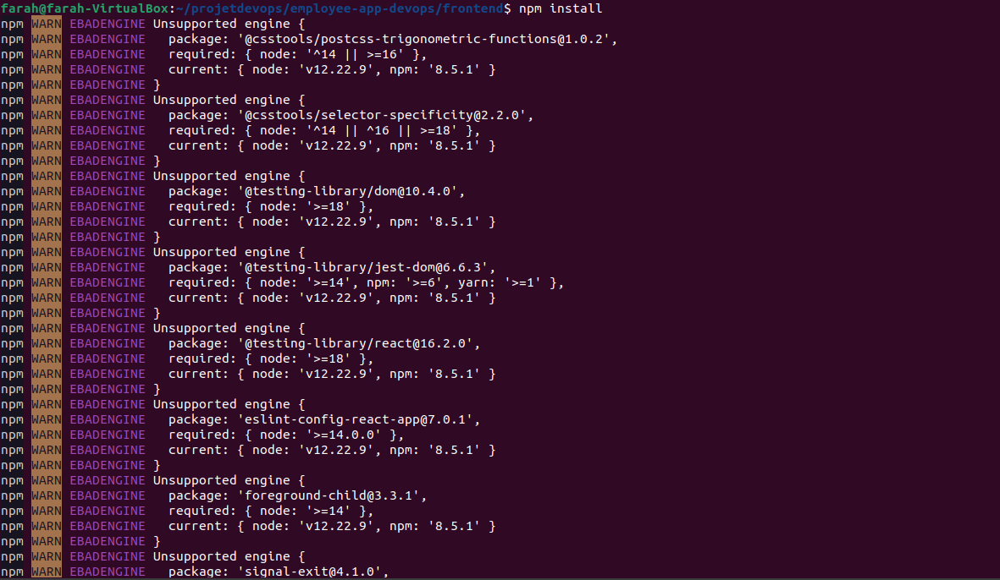 farah@farah-VirtualBox:~/projetdevops/employee-app-devops/frontend$ npm install
npm WARN EBADENGINE Unsupported engine {
npm WARN EBADENGINE   package: '@csstools/postcss-trigonometric-functions@1.0.2',
npm WARN EBADENGINE   required: { node: '^14 || >=16' },
npm WARN EBADENGINE   current: { node: 'v12.22.9', npm: '8.5.1' }
npm WARN EBADENGINE }
npm WARN EBADENGINE Unsupported engine {
npm WARN EBADENGINE   package: '@csstools/selector-specificity@2.2.0',
npm WARN EBADENGINE   required: { node: '^14 || ^16 || >=18' },
npm WARN EBADENGINE   current: { node: 'v12.22.9', npm: '8.5.1' }
npm WARN EBADENGINE }
npm WARN EBADENGINE Unsupported engine {
npm WARN EBADENGINE   package: '@testing-library/dom@10.4.0',
npm WARN EBADENGINE   required: { node: '>=18' },
npm WARN EBADENGINE   current: { node: 'v12.22.9', npm: '8.5.1' }
npm WARN EBADENGINE }
npm WARN EBADENGINE Unsupported engine {
npm WARN EBADENGINE   package: '@testing-library/jest-dom@6.6.3',
npm WARN EBADENGINE   required: { node: '>=14', npm: '>=6', yarn: '>=1' },
npm WARN EBADENGINE   current: { node: 'v12.22.9', npm: '8.5.1' }
npm WARN EBADENGINE }
npm WARN EBADENGINE Unsupported engine {
npm WARN EBADENGINE   package: '@testing-library/react@16.2.0',
npm WARN EBADENGINE   required: { node: '>=18' },
npm WARN EBADENGINE   current: { node: 'v12.22.9', npm: '8.5.1' }
npm WARN EBADENGINE }
npm WARN EBADENGINE Unsupported engine {
npm WARN EBADENGINE   package: 'eslint-config-react-app@7.0.1',
npm WARN EBADENGINE   required: { node: '>=14.0.0' },
npm WARN EBADENGINE   current: { node: 'v12.22.9', npm: '8.5.1' }
npm WARN EBADENGINE }
npm WARN EBADENGINE Unsupported engine {
npm WARN EBADENGINE   package: 'foreground-child@3.3.1',
npm WARN EBADENGINE   required: { node: '>=14' },
npm WARN EBADENGINE   current: { node: 'v12.22.9', npm: '8.5.1' }
npm WARN EBADENGINE }
npm WARN EBADENGINE Unsupported engine {
npm WARN EBADENGINE   package: 'signal-exit@4.1.0',